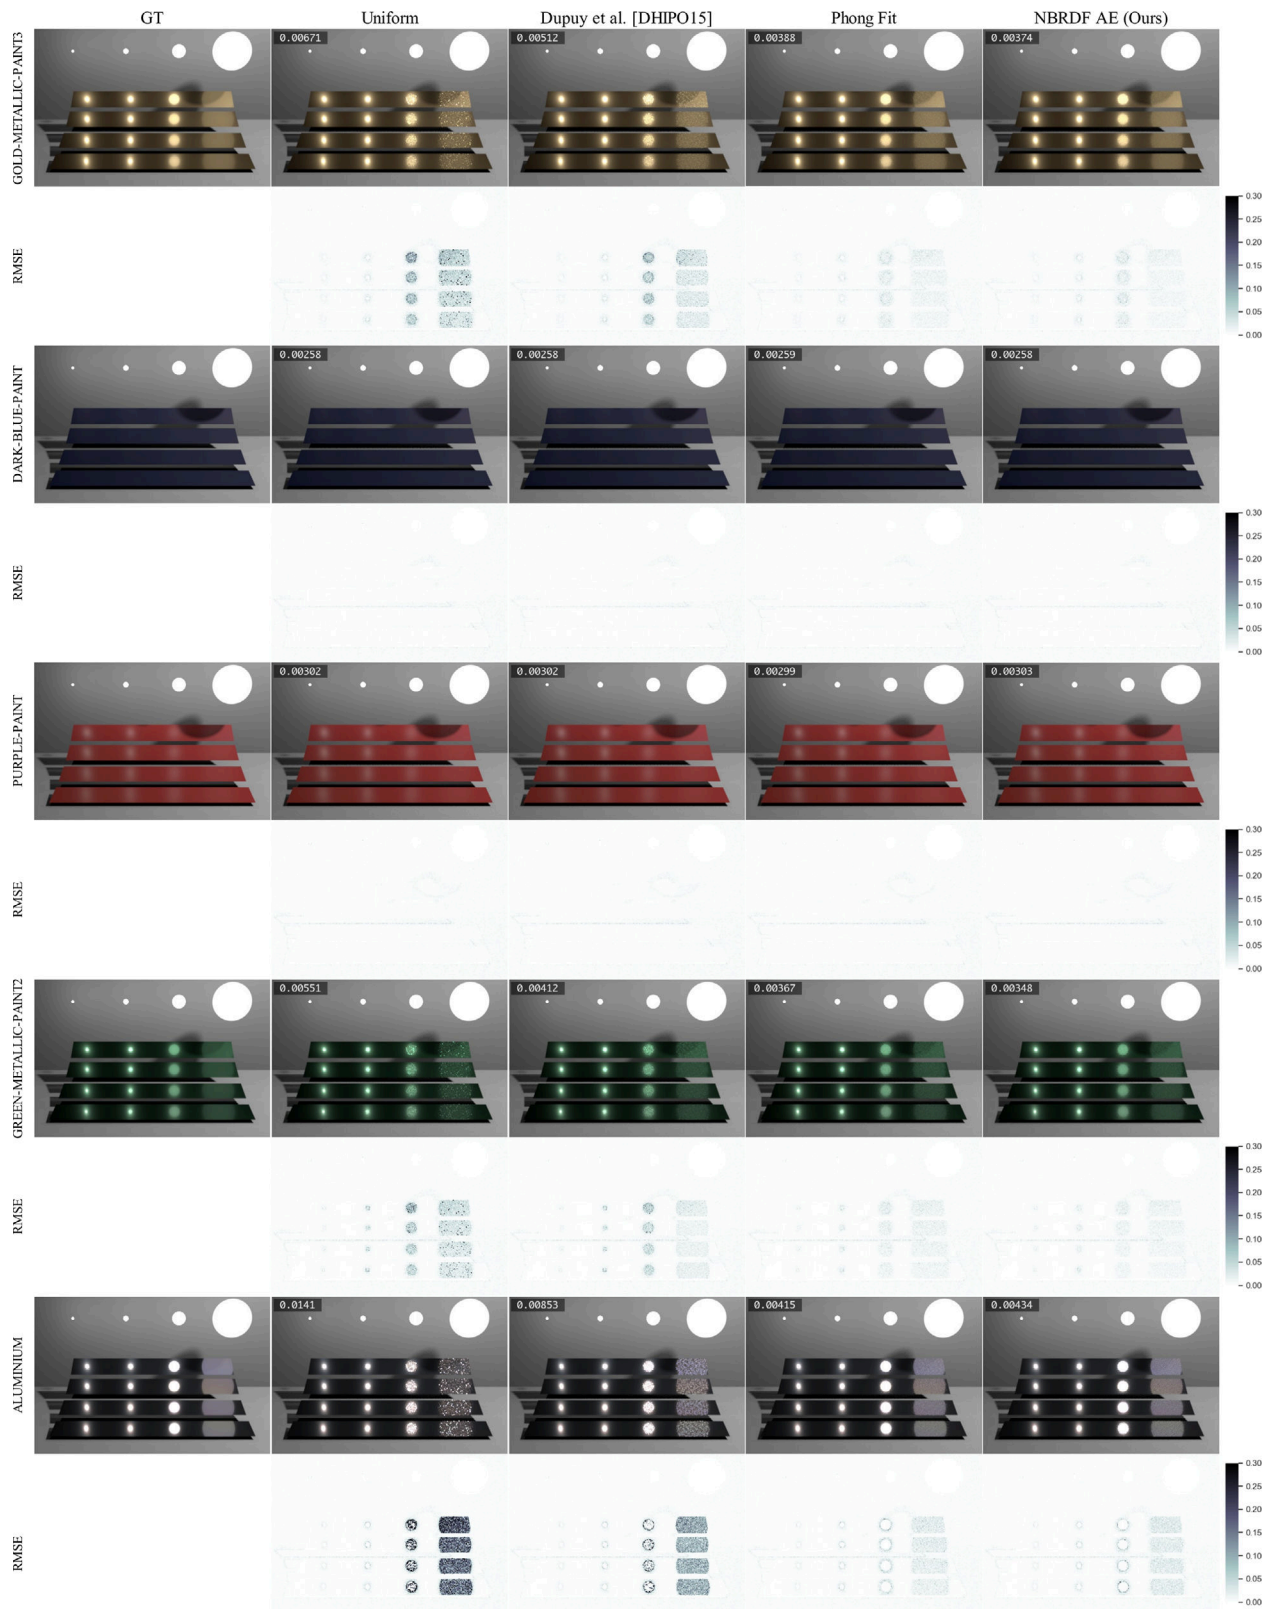 GT Uniform Dupuy et al. [DHIPO15] Phong Fit NBRDF AE (Ours)
GOLD-METALLIC-PAINT3
0.00671 0.00512 0.00388 0.00374
RMSE
0.30
0.25
0.20
0.15
0.10
0.05
0.00
DARK-BLUE-PAINT
0.00258 0.00258 0.00259 0.00258
RMSE
0.30
0.25
0.20
0.15
0.10
0.05
0.00
PURPLE-PAINT
0.00302 0.00302 0.00299 0.00303
RMSE
0.30
0.25
0.20
0.15
0.10
0.05
0.00
GREEN-METALLIC-PAINT2
0.00551 0.00412 0.00367 0.00348
RMSE
0.30
0.25
0.20
0.15
0.10
0.05
0.00
ALUMINIUM
0.0141 0.00853 0.00415 0.00434
RMSE
0.30
0.25
0.20
0.15
0.10
0.05
0.00